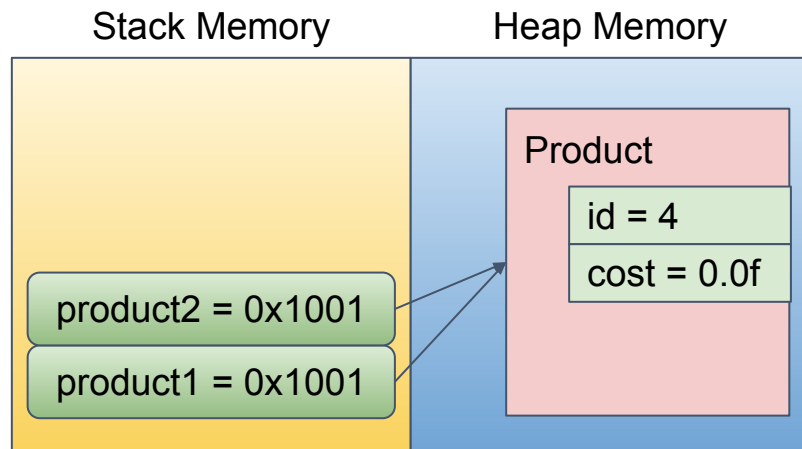 Stack Memory
Heap Memory
Product
id = 4
cost = 0.0f
product2 = 0x1001
product1 = 0x1001